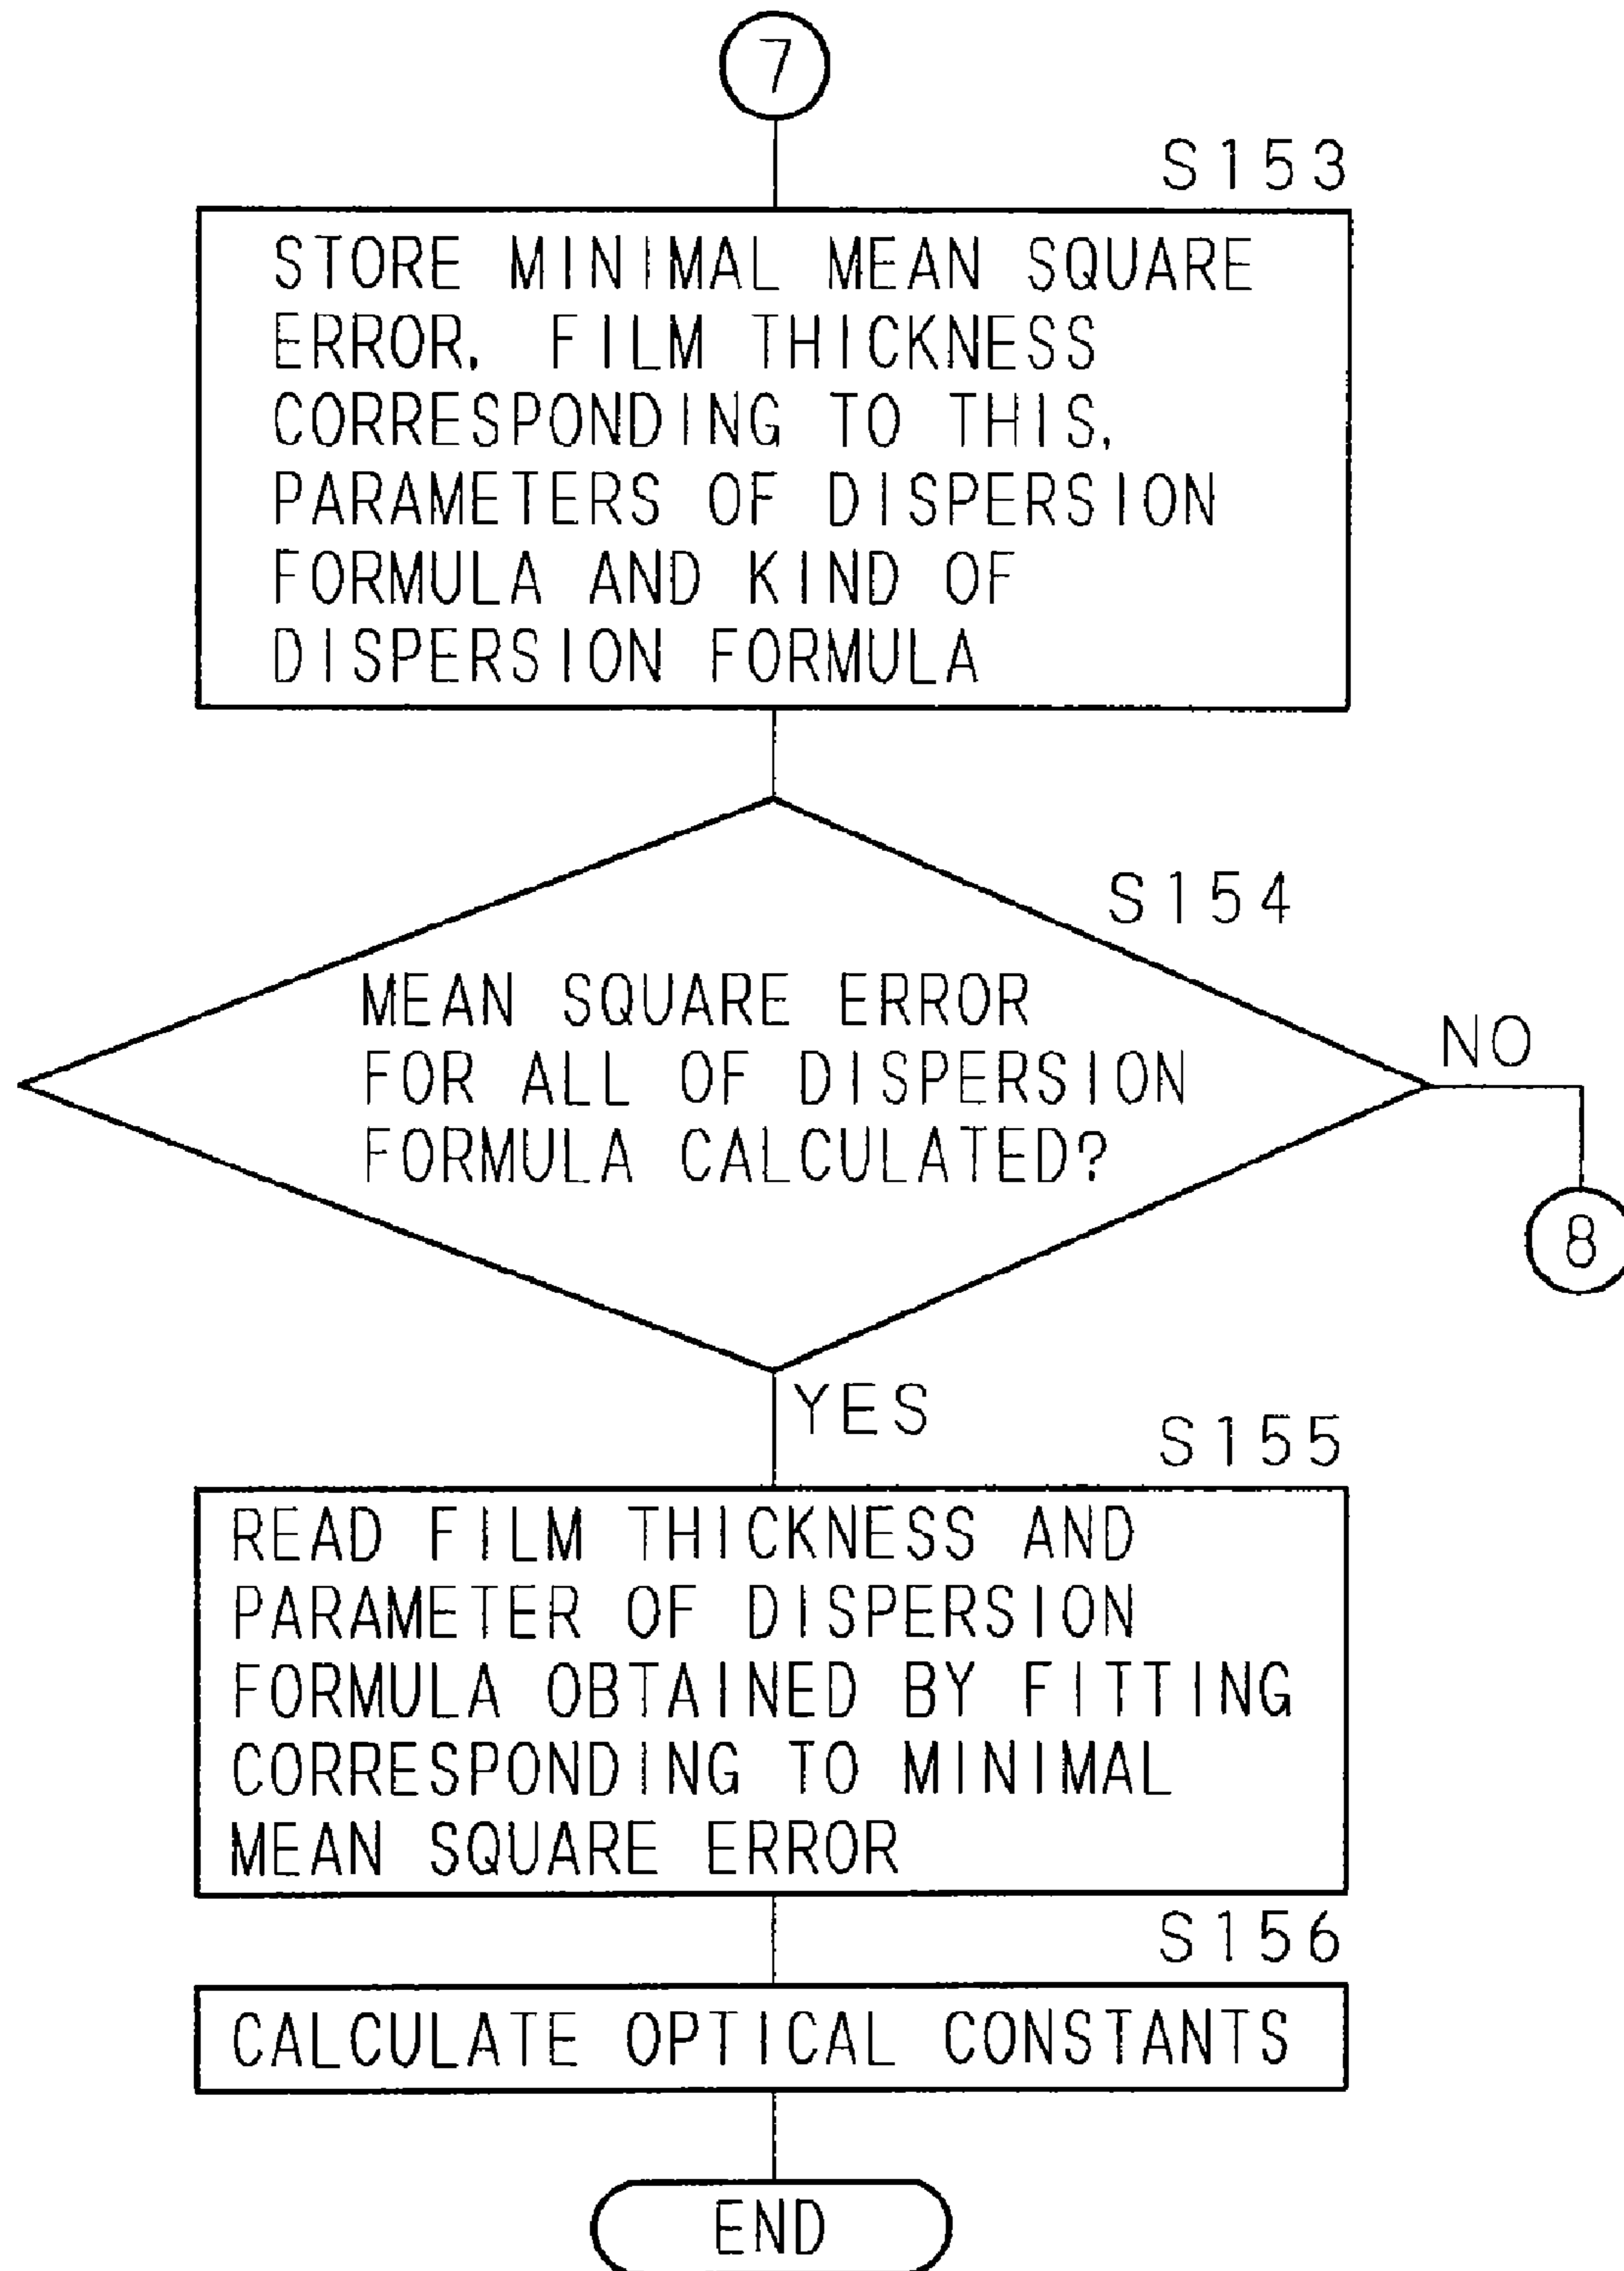 7
S153
STORE MINIMAL MEAN SQUARE
ERROR, FILM THICKNESS
CORRESPONDING TO THIS,
PARAMETERS OF DISPERSION
FORMULA AND KIND OF
DISPERSION FORMULA
S154
MEAN SQUARE ERROR
FOR ALL OF DISPERSION
FORMULA CALCULATED?
NO
8
YES
S155
READ FILM THICKNESS AND
PARAMETER OF DISPERSION
FORMULA OBTAINED BY FITTING
CORRESPONDING TO MINIMAL
MEAN SQUARE ERROR
S156
CALCULATE OPTICAL CONSTANTS
END